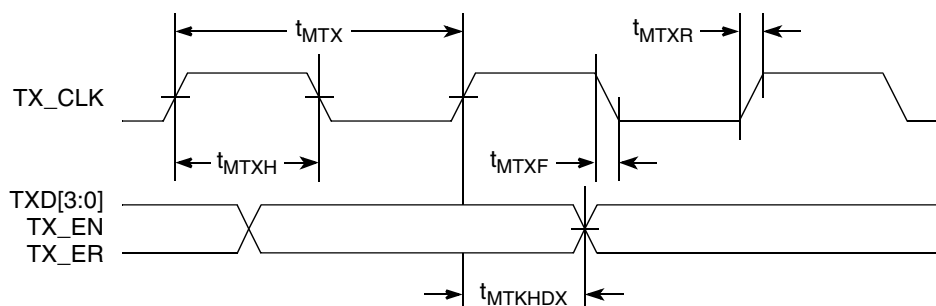 tMTX
tMTXR
TX_CLK
tMTXH
tMTXF
TXD[3:0]
TX_EN
TX_ER
tMTKHDX